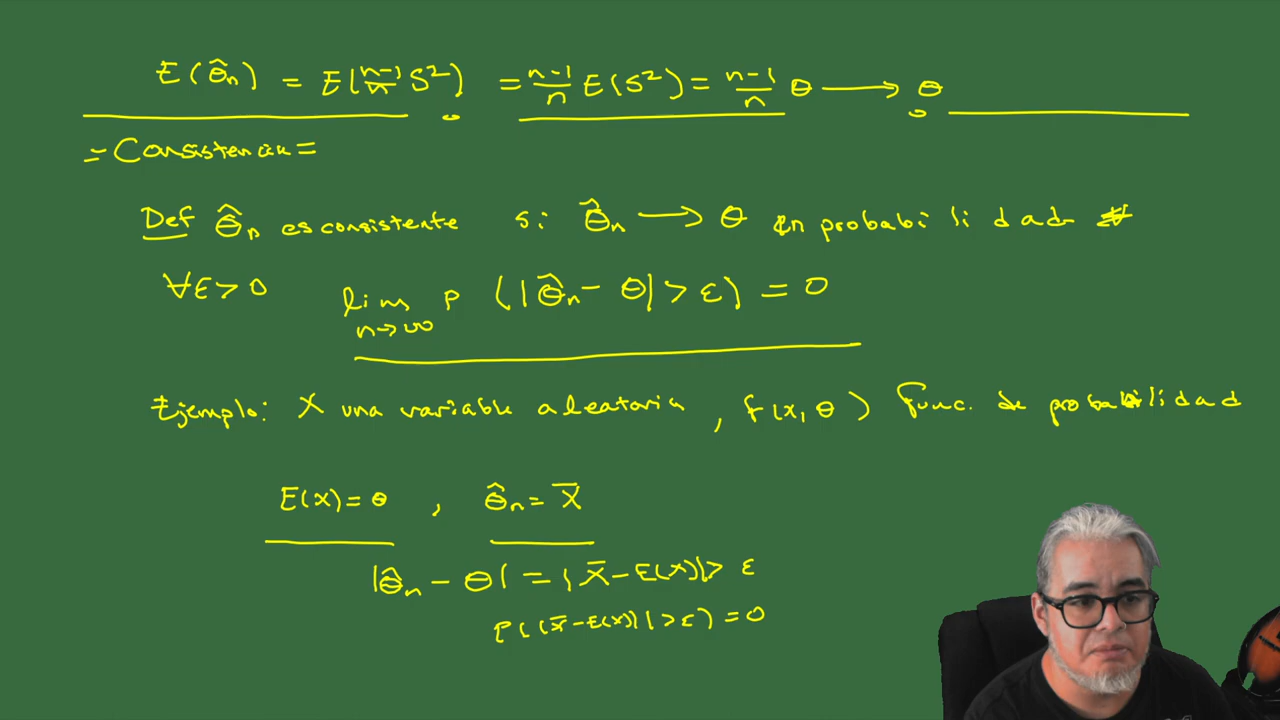 E(θ̂n) = E(n-1/n S²) = n-1/n E(S²) = n-1/n θ → θ
= Consistencia =
Def θ̂n es consistente si θ̂n → θ en probabilidad
∀ε > 0 lim n→∞ P (|θ̂n - θ| > ε) = 0
Ejemplo: X una variable aleatoria, f(x, θ) func. de probabilidad
E(x) = θ , θ̂n = X̄
|θ̂n - θ| = | X̄ - E(x)| > ε
P((x̄ - E(x))| > ε) = 0